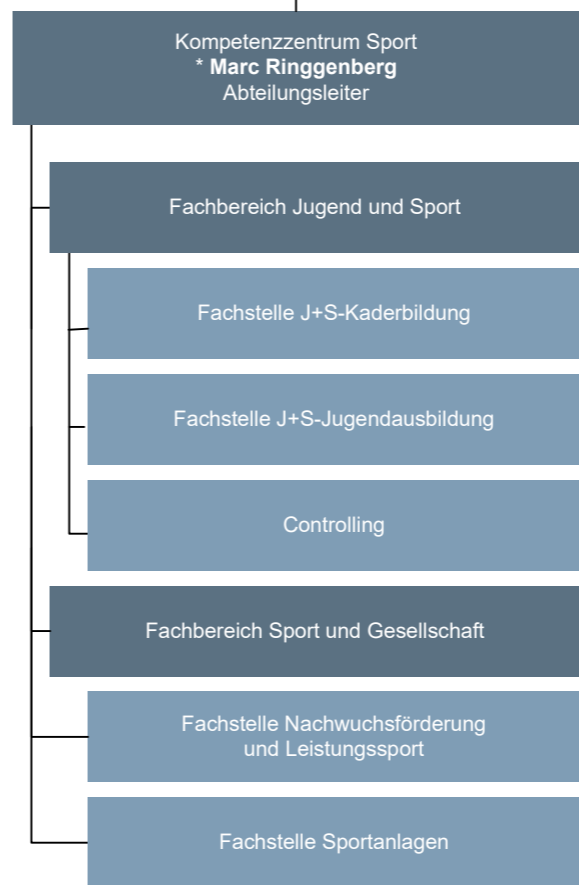 Kompetenzzentrum Sport
* Marc Ringgenberg
Abteilungsleiter
Fachbereich Jugend und Sport
Fachstelle J+S-Kaderbildung
Fachstelle J+S-Jugendausbildung
Controlling
Fachbereich Sport und Gesellschaft
Fachstelle Nachwuchsförderung
und Leistungssport
Fachstelle Sportanlagen